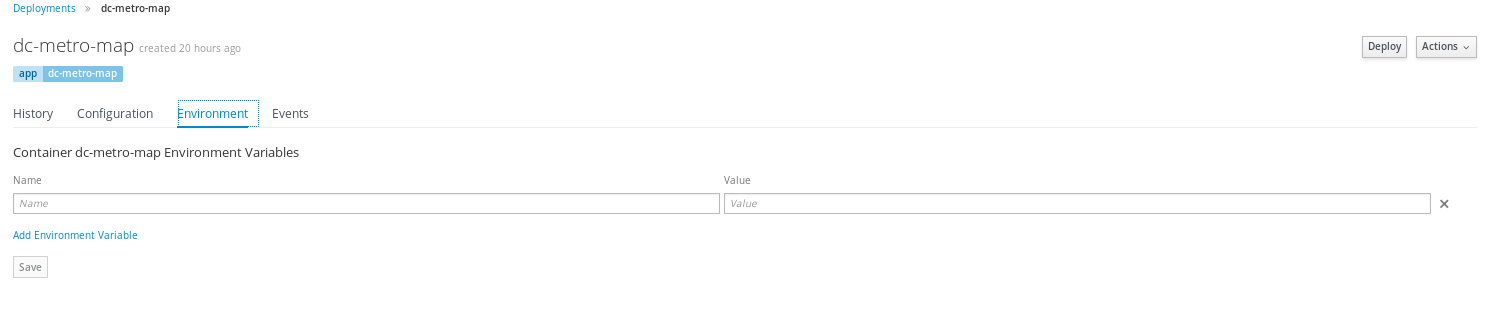 Deployments » dc-metro-map
dc-metro-map created 20 hours ago
Deploy Actions
app dc-metro-map
History Configuration Environment Events
Container dc-metro-map Environment Variables
Name Value
Name Value ×
Add Environment Variable
Save